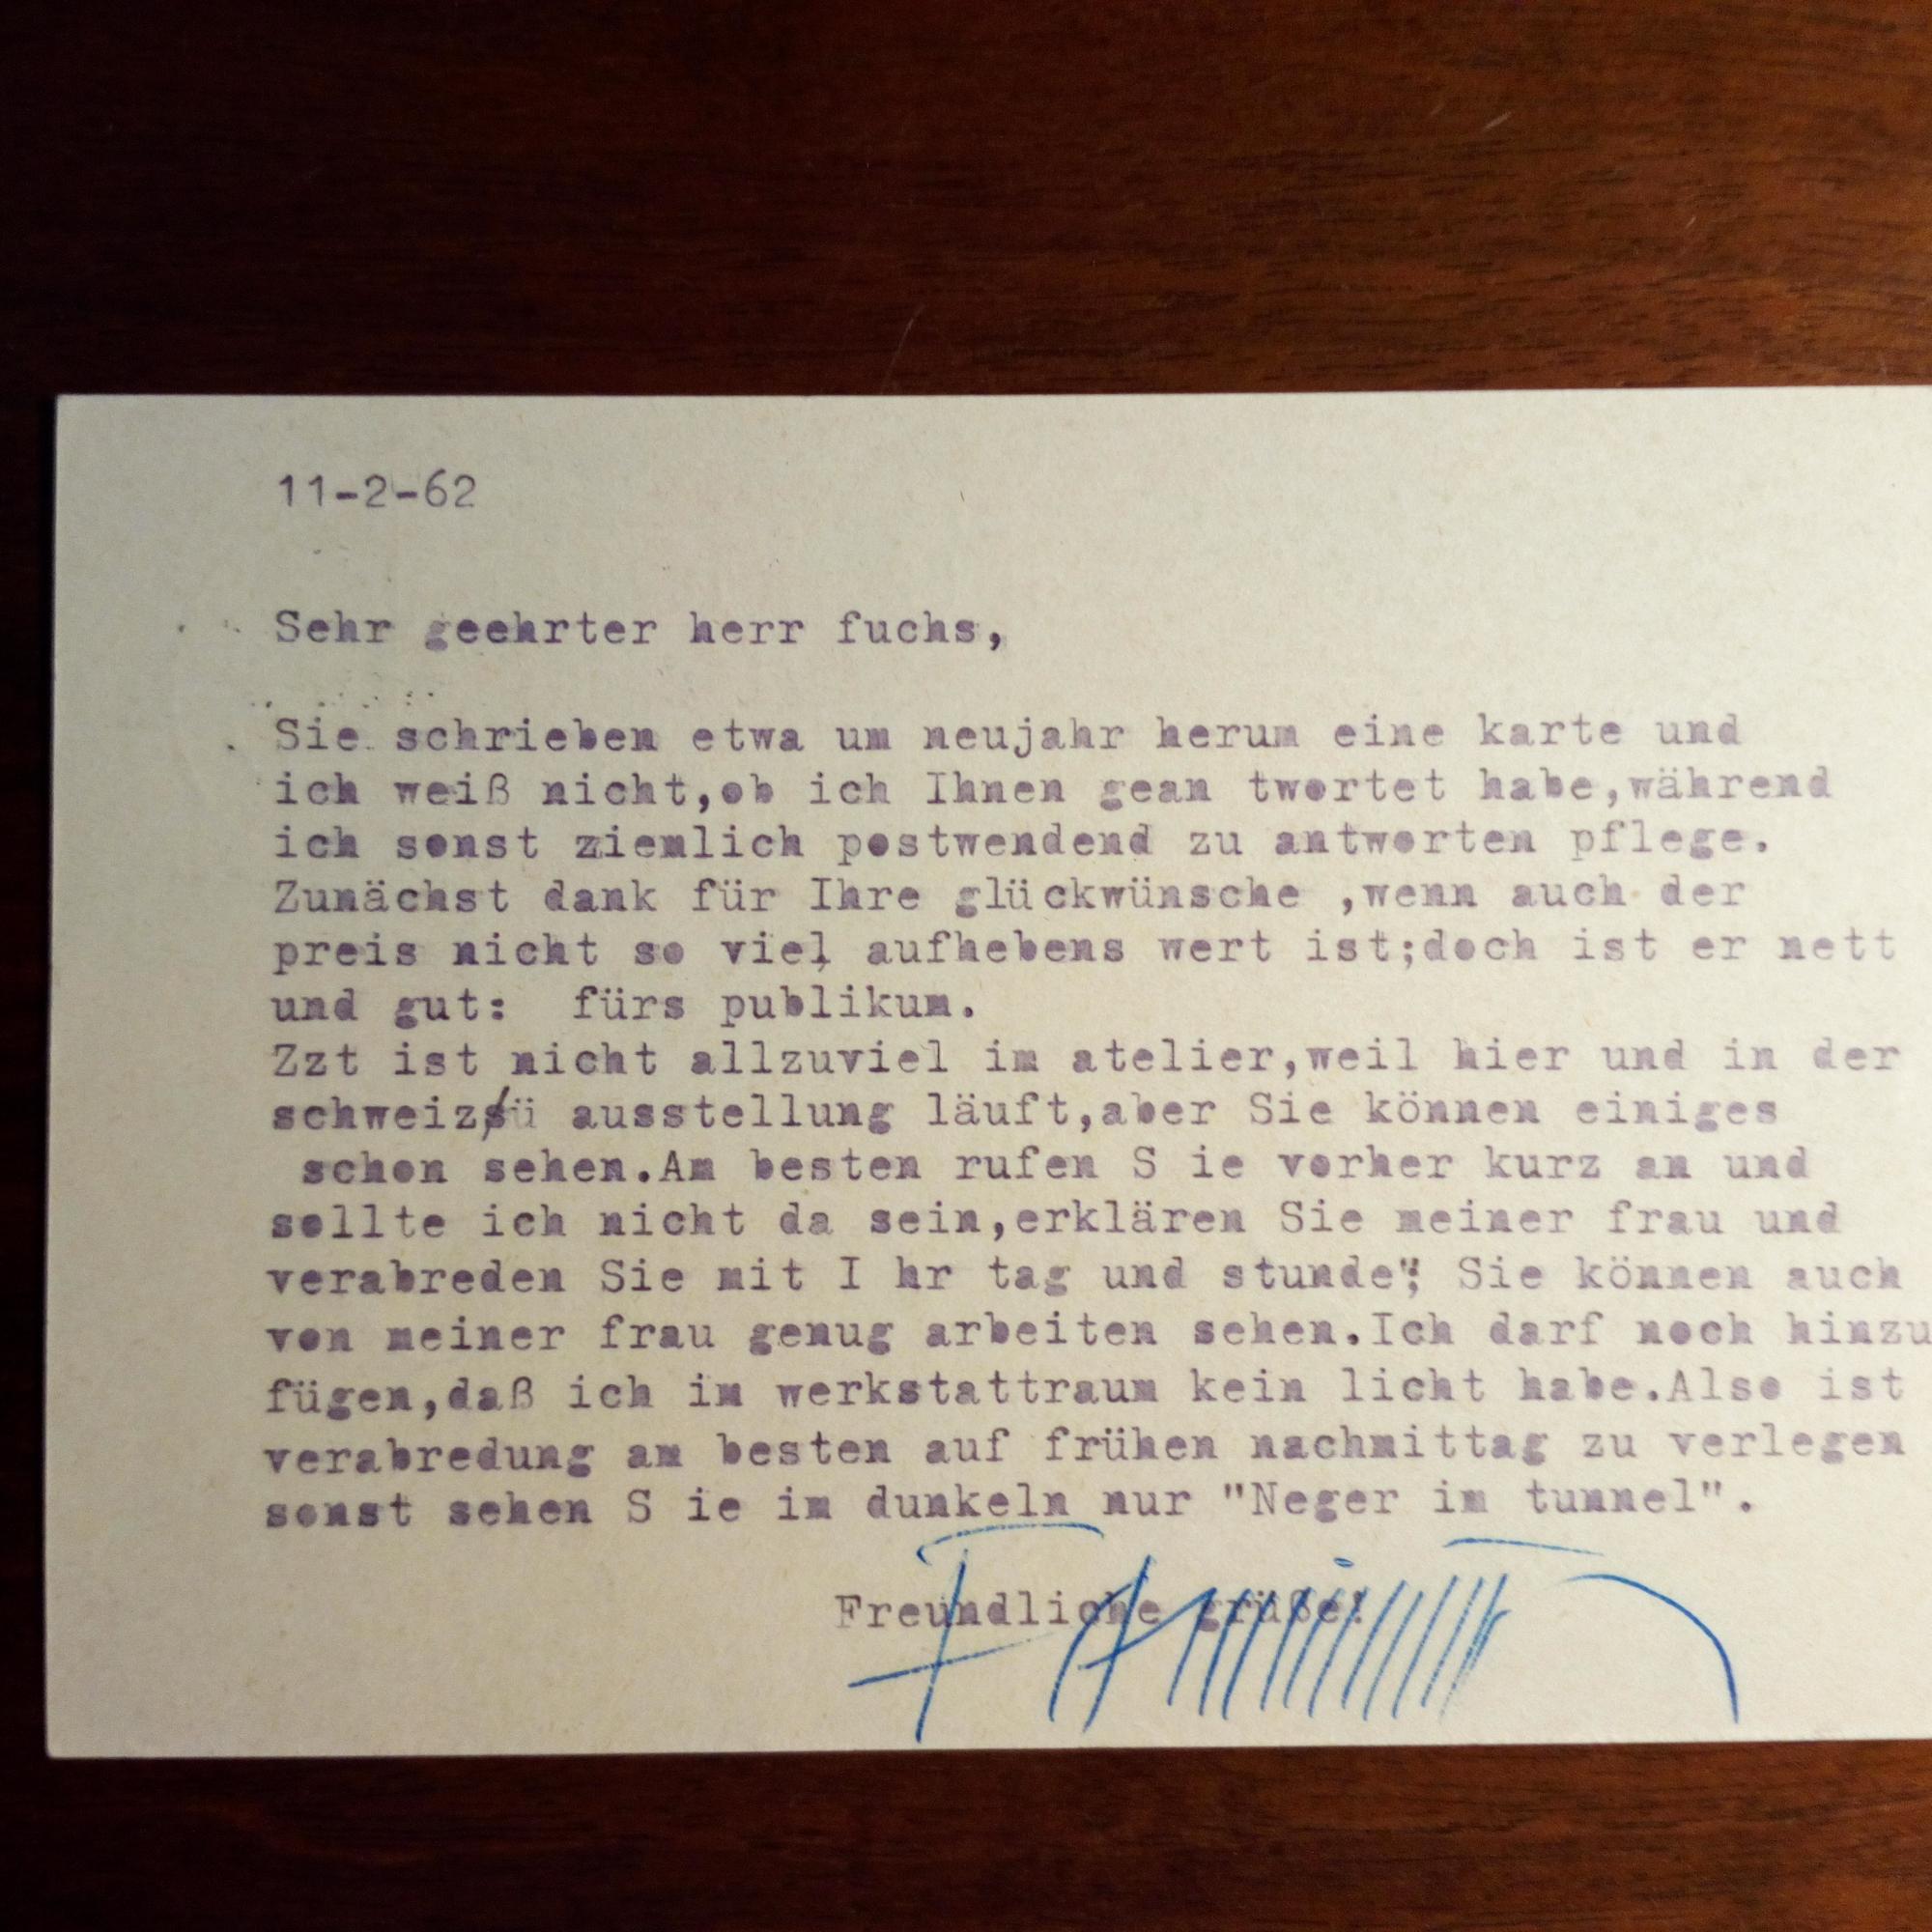 11-2-62
Sehr geehrter herr fuchs,
Sie schrieben etwa um neujahr herum eine karte und
ich weiß nicht,ob ich Ihnen gean twortet habe,während
ich sonst ziemlich postwendend zu antworten pflege.
Zunächst dank für Ihre glückwünsche ,wenn auch der
preis nicht so viel aufhebens wert ist;doch ist er nett
und gut: fürs publikum.
Zzt ist nicht allzuviel im atelier,weil hier und in der
schweiz ausstellung läuft,aber Sie können einiges
schon sehen.Am besten rufen S ie vorher kurz an und
sollte ich nicht da sein,erklären Sie meiner frau und
verabreden Sie mit I hr tag und stunde; Sie können auch
von meiner frau genug arbeiten sehen.Ich darf noch hinzu
fügen,daß ich im werkstattraum kein licht habe.Also ist
verabredung am besten auf frühen nachmittag zu verlegen
sonst sehen S ie im dunkeln nur "Neger im tunnel".
Freundliche grüße!